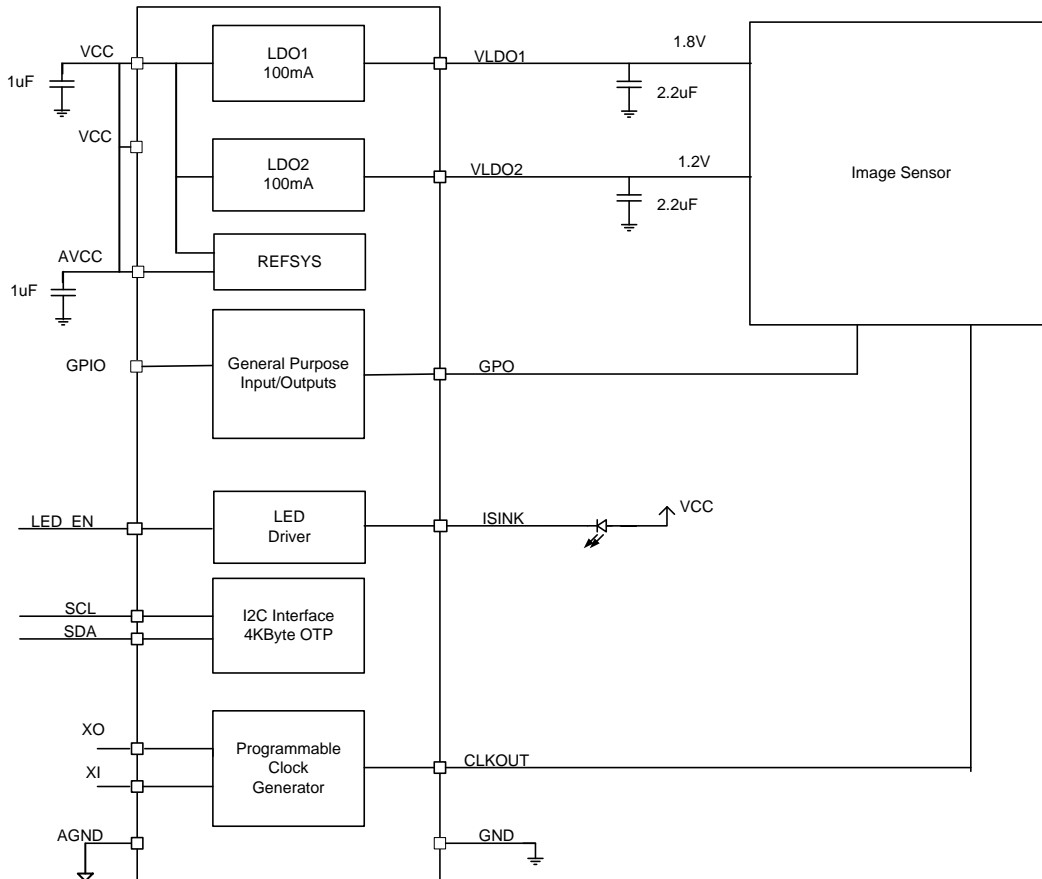 VCC
1uF
VCC
AVCC
1uF
GPIO
LED_EN
SCL
SDA
XO
XI
AGND
LDO1
100mA
LDO2
100mA
REFSYS
General Purpose
Input/Outputs
LED
Driver
I2C Interface
4KByte OTP
Programmable
Clock
Generator
VLDO1
1.8V
2.2uF
VLDO2
1.2V
2.2uF
GPO
ISINK
VCC
CLKOUT
GND
Image Sensor